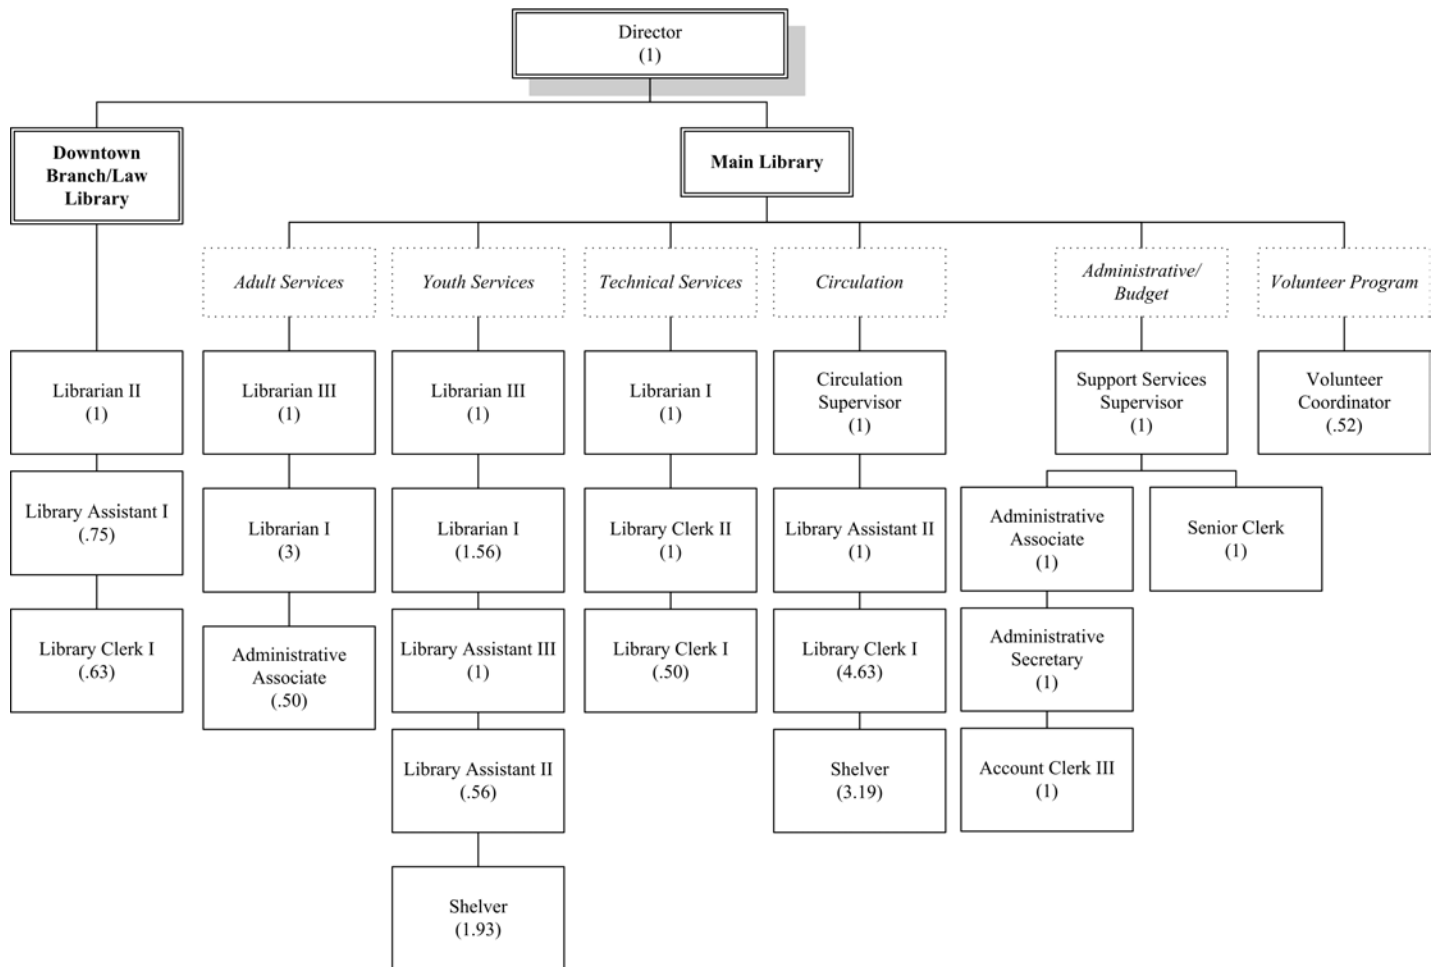 Director
(1)
Downtown
Branch/Law
Library
Main Library
Adult Services
Youth Services
Technical Services
Circulation
Administrative/
Budget
Volunteer Program
Librarian II
(1)
Librarian III
(1)
Librarian III
(1)
Librarian I
(1)
Circulation
Supervisor
(1)
Support Services
Supervisor
(1)
Volunteer
Coordinator
(.52)
Library Assistant I
(.75)
Librarian I
(3)
Librarian I
(1.56)
Library Clerk II
(1)
Library Assistant II
(1)
Administrative
Associate
(1)
Senior Clerk
(1)
Library Clerk I
(.63)
Administrative
Associate
(.50)
Library Assistant III
(1)
Library Clerk I
(.50)
Library Clerk I
(4.63)
Administrative
Secretary
(1)
Library Assistant II
(.56)
Shelver
(3.19)
Account Clerk III
(1)
Shelver
(1.93)